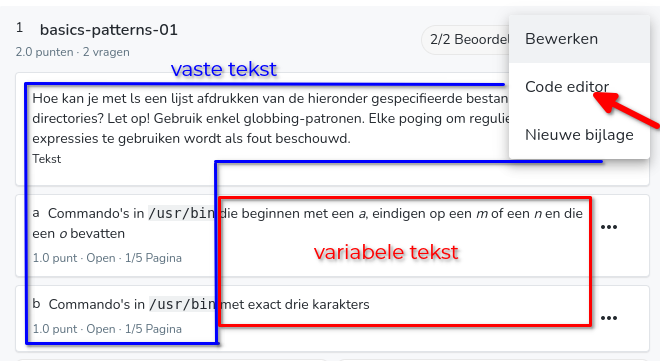 1 basics-patterns-01
2.0 punten · 2 vragen
2/2 Beoordel
Bewerken
Code editor
Nieuwe bijlage
vaste tekst
Hoe kan je met ls een lijst afdrukken van de hieronder gespecifieerde bestan
directories? Let op! Gebruik enkel globbing-patronen. Elke poging om regulie
expressies te gebruiken wordt als fout beschouwd.
Tekst
a Commando's in /usr/bin die beginnen met een a, eindigen op een m of een n en die
een o bevatten
1.0 punt · Open · 1/5 Pagina
variabele tekst
b Commando's in /usr/bin met exact drie karakters
1.0 punt · Open · 1/5 Pagina